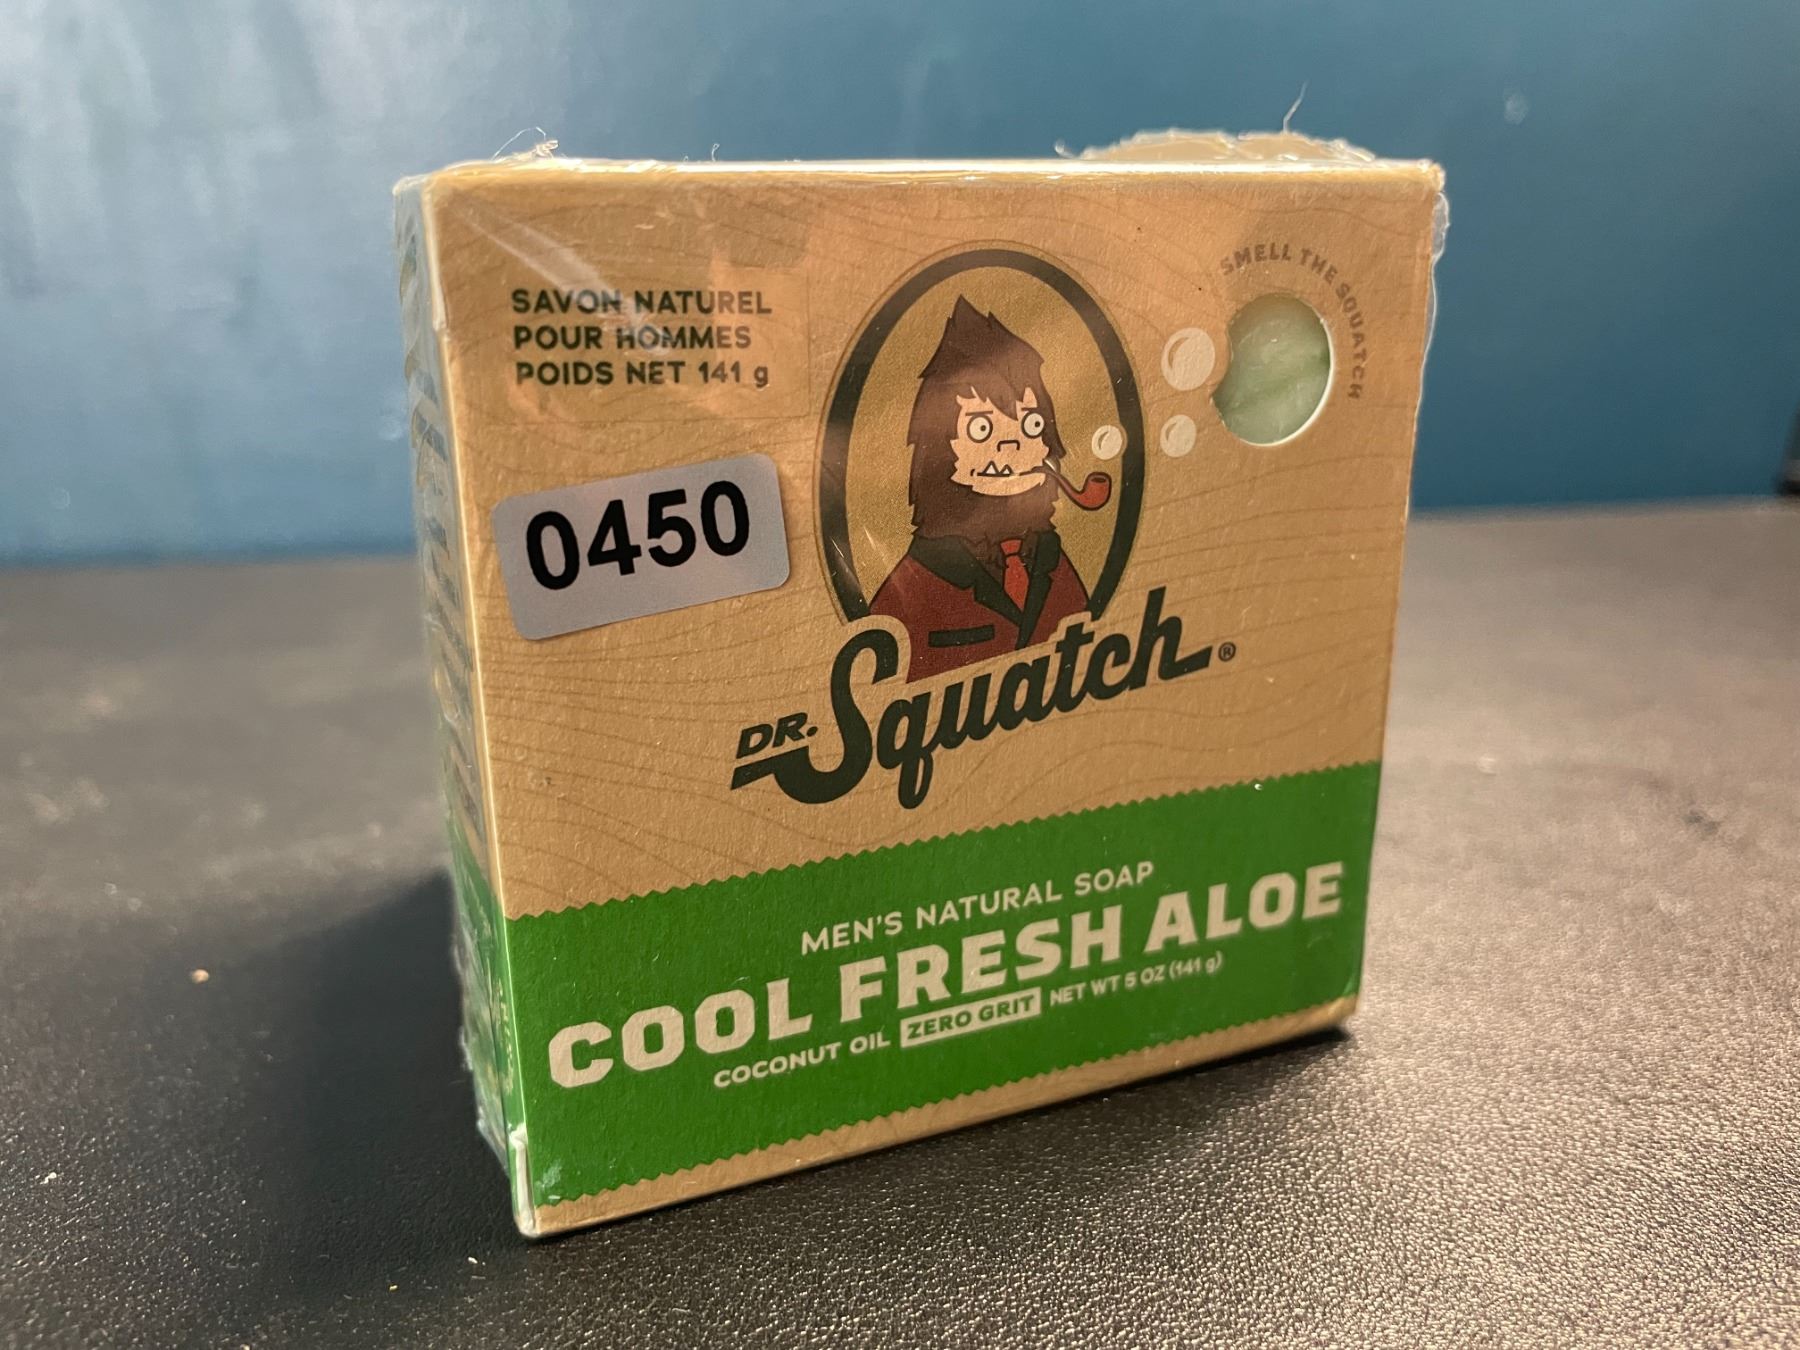 SAVON NATUREL
POUR HOMMES
POIDS NET 141 g
SMELL THE SQUATCH
0450
DR. Squatch®
MEN'S NATURAL SOAP
COOL FRESH ALOE
COCONUT OIL ZERO GRIT NET WT 5 OZ (141 g)